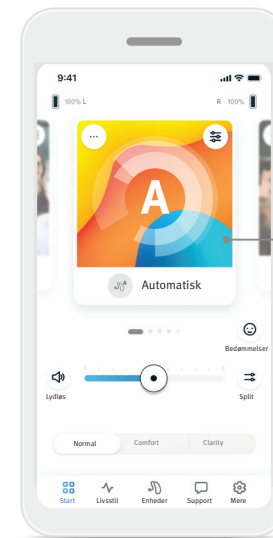 9:41
100% L
R 100%
...
A
A
Automatisk
Bedømmelser
Lydløs
Split
Normal
Comfort
Clarity
Start
Livsstil
Enheder
Support
Mere